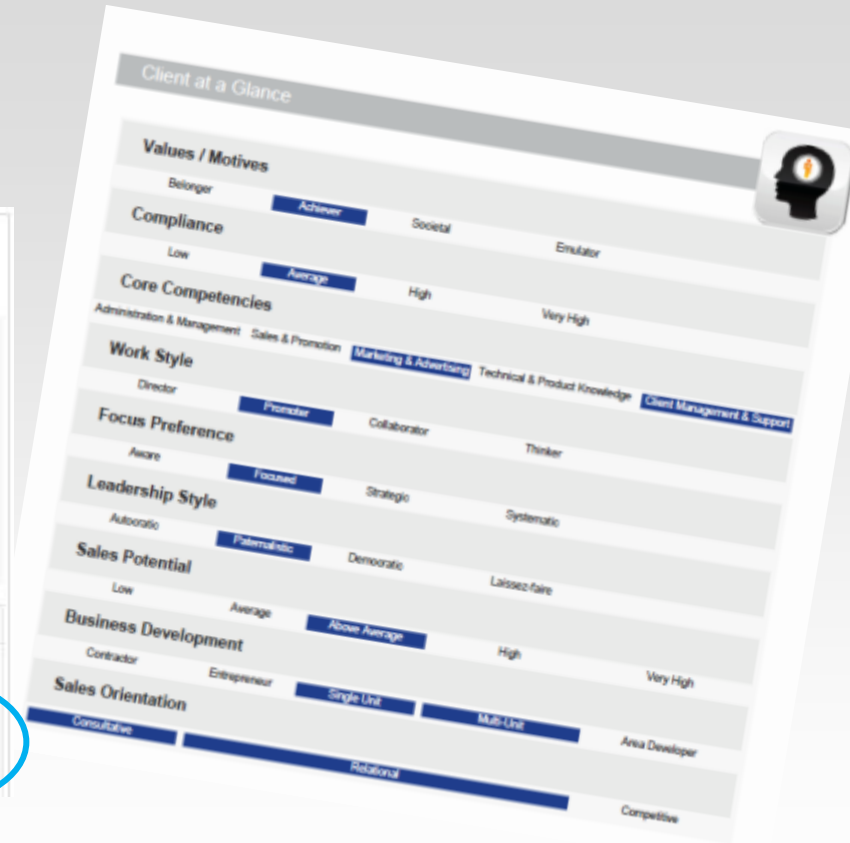 Client at a Glance
Values / Motives
Belonger Achiever Societal Emulator
Compliance
Low Average High Very High
Core Competencies
Administration & Management Sales & Promotion Marketing & Advertising Technical & Product Knowledge Client Management & Support
Work Style
Director Promoter Collaborator Thinker
Focus Preference
Aware Focused Strategic Systematic
Leadership Style
Autocratic Paternalistic Democratic Laissez-faire
Sales Potential
Low Average Above Average High Very High
Business Development
Contractor Entrepreneur Single Unit Multi-Unit Area Developer
Sales Orientation
Consultative Relational Competitive